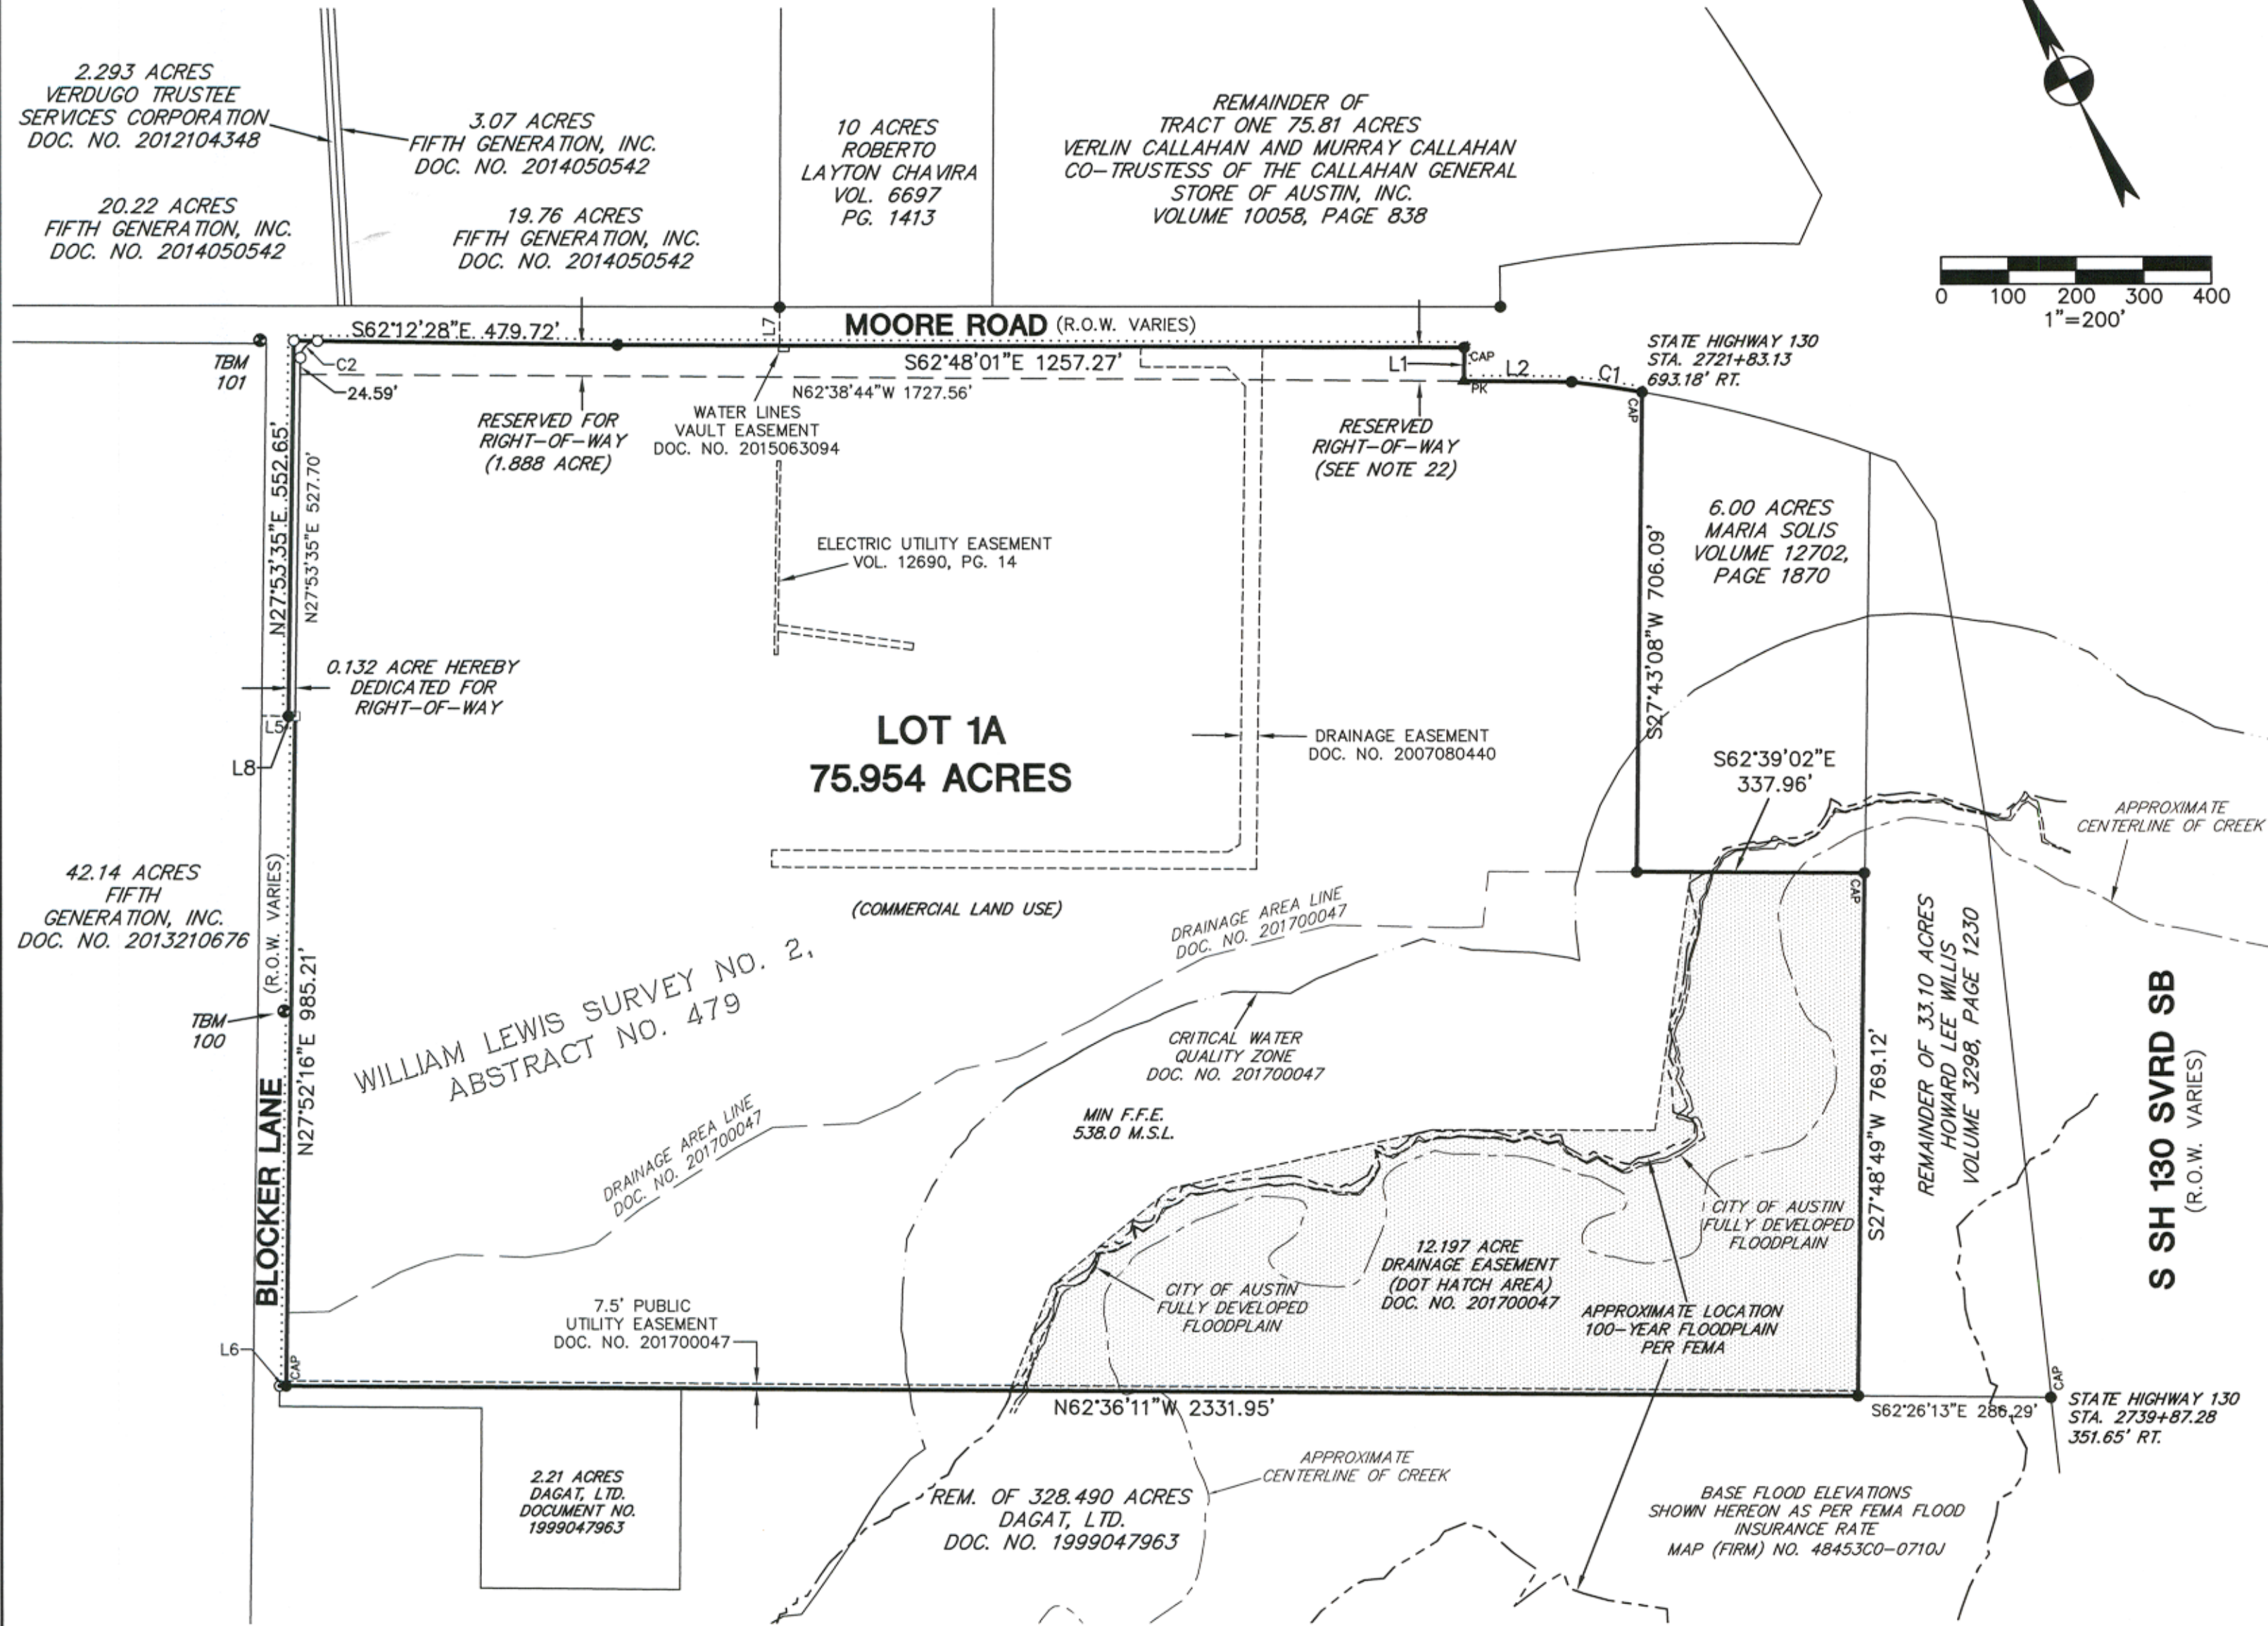 2.293 ACRES
VERDUGO TRUSTEE
SERVICES CORPORATION
DOC. NO. 2012104348
3.07 ACRES
FIFTH GENERATION, INC.
DOC. NO. 2014050542
20.22 ACRES
FIFTH GENERATION, INC.
DOC. NO. 2014050542
19.76 ACRES
FIFTH GENERATION, INC.
DOC. NO. 2014050542
10 ACRES
ROBERTO
LAYTON CHAVIRA
VOL. 6697
PG. 1413
REMAINDER OF
TRACT ONE 75.81 ACRES
VERLIN CALLAHAN AND MURRAY CALLAHAN
CO-TRUSTESS OF THE CALLAHAN GENERAL
STORE OF AUSTIN, INC.
VOLUME 10058, PAGE 838
0 100 200 300 400
1"=200'
MOORE ROAD (R.O.W. VARIES)
L7
S62°12'28"E 479.72'
S62°48'01"E 1257.27'
TBM
101
C2
24.59'
N62°38'44"W 1727.56'
L1
CAP
PK
L2
C1
CAP
STATE HIGHWAY 130
STA. 2721+83.13
693.18' RT.
RESERVED FOR
RIGHT-OF-WAY
(1.888 ACRE)
WATER LINES
VAULT EASEMENT
DOC. NO. 2015063094
RESERVED
RIGHT-OF-WAY
(SEE NOTE 22)
N27°53'35"E 552.65'
N27°53'35"E 527.70'
ELECTRIC UTILITY EASEMENT
VOL. 12690, PG. 14
6.00 ACRES
MARIA SOLIS
VOLUME 12702,
PAGE 1870
S27°43'08"W 706.09'
0.132 ACRE HEREBY
DEDICATED FOR
RIGHT-OF-WAY
L5
L8
LOT 1A
75.954 ACRES
DRAINAGE EASEMENT
DOC. NO. 2007080440
S62°39'02"E
337.96'
APPROXIMATE
CENTERLINE OF CREEK
42.14 ACRES
FIFTH
GENERATION, INC.
DOC. NO. 2013210676
(COMMERCIAL LAND USE)
DRAINAGE AREA LINE
DOC. NO. 201700047
CAP
REMAINDER OF 33.10 ACRES
HOWARD LEE WILLIS
VOLUME 3298, PAGE 1230
S SH 130 SVRD SB
(R.O.W. VARIES)
WILLIAM LEWIS SURVEY NO. 2,
ABSTRACT NO. 479
TBM
100
BLOCKER LANE
(R.O.W. VARIES)
N27°52'16"E 985.21'
CRITICAL WATER
QUALITY ZONE
DOC. NO. 201700047
MIN F.F.E.
538.0 M.S.L.
DRAINAGE AREA LINE
DOC. NO. 201700047
S27°48'49"W 769.12'
CITY OF AUSTIN
FULLY DEVELOPED
FLOODPLAIN
12.197 ACRE
DRAINAGE EASEMENT
(DOT HATCH AREA)
DOC. NO. 201700047
CITY OF AUSTIN
FULLY DEVELOPED
FLOODPLAIN
APPROXIMATE LOCATION
100-YEAR FLOODPLAIN
PER FEMA
7.5' PUBLIC
UTILITY EASEMENT
DOC. NO. 201700047
L6
CAP
N62°36'11"W 2331.95'
S62°26'13"E 286.29'
CAP
STATE HIGHWAY 130
STA. 2739+87.28
351.65' RT.
2.21 ACRES
DAGAT, LTD.
DOCUMENT NO.
1999047963
APPROXIMATE
CENTERLINE OF CREEK
REM. OF 328.490 ACRES
DAGAT, LTD.
DOC. NO. 1999047963
BASE FLOOD ELEVATIONS
SHOWN HEREON AS PER FEMA FLOOD
INSURANCE RATE
MAP (FIRM) NO. 48453C0-0710J